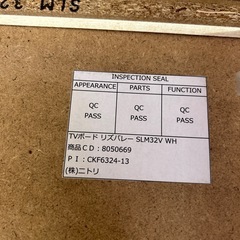 SLM 32
INSPECTION SEAL
APPEARANCE PARTS FUNCTION
QC QC QC
PASS PASS PASS
TVボード リズバレー SLM32V WH
商品CD:8050669
PI:CKF6324-13
(株)ニトリ